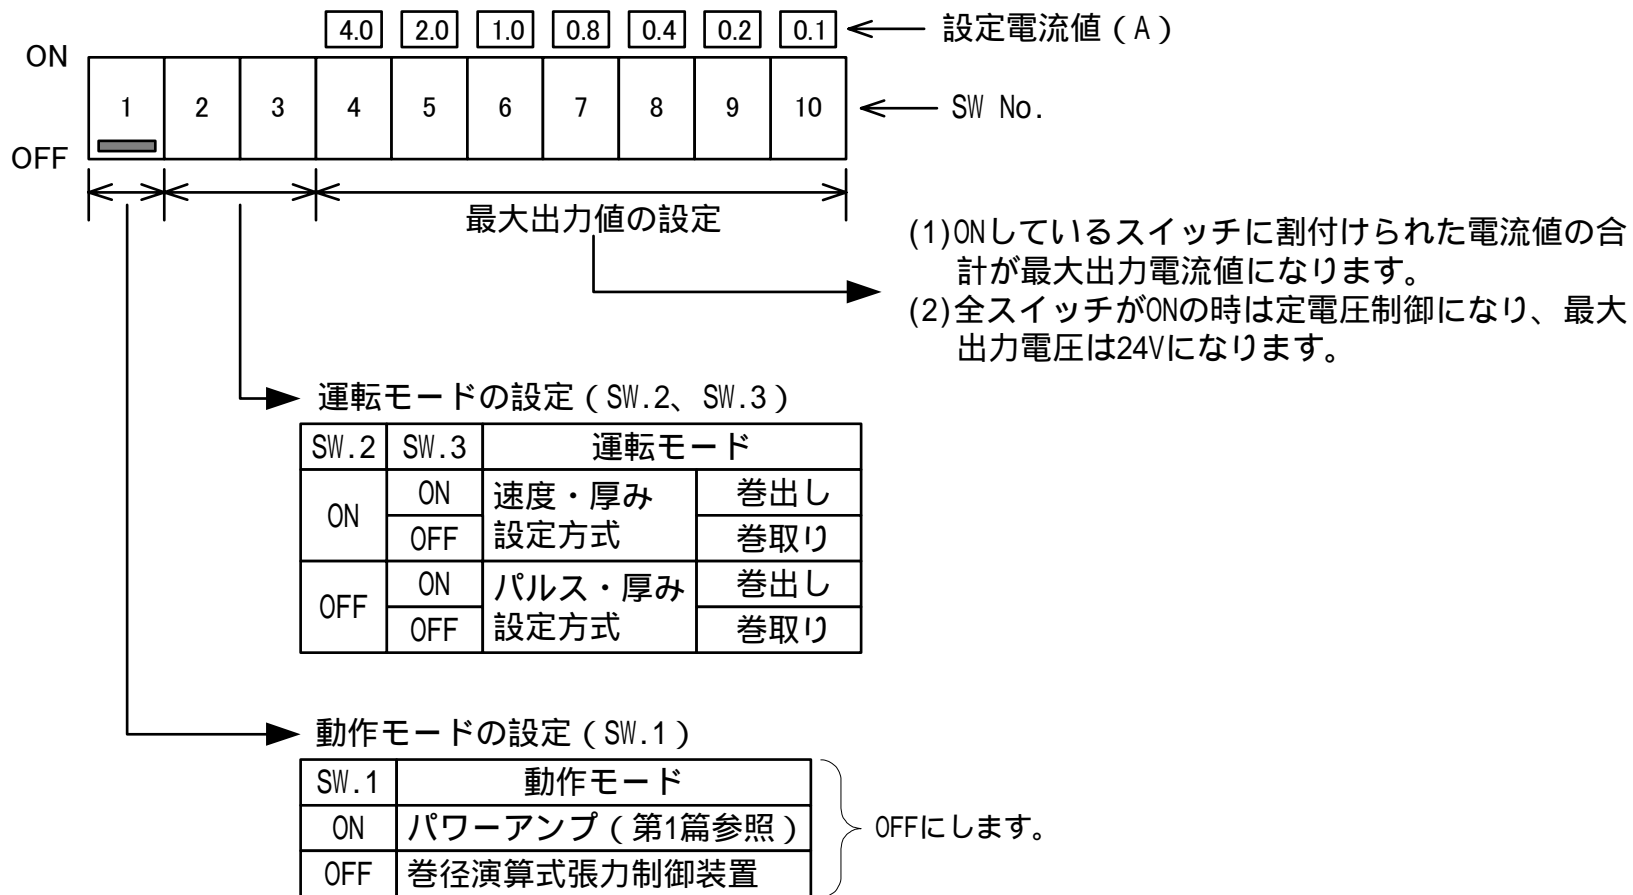 4.0 2.0 1.0 0.8 0.4 0.2 0.1 設定電流値（A）
ON
1 2 3 4 5 6 7 8 9 10 SW No.
OFF
最大出力値の設定
(1)ONしているスイッチに割付けられた電流値の合
計が最大出力電流値になります。
(2)全スイッチがONの時は定電圧制御になり、最大
出力電圧は24Vになります。
運転モードの設定（SW.2、SW.3）
SW.2 SW.3 運転モード
ON ON 速度・厚み 巻出し
OFF 設定方式 巻取り
OFF ON パルス・厚み 巻出し
OFF 設定方式 巻取り
動作モードの設定（SW.1）
SW.1 動作モード
ON パワーアンプ（第1篇参照）
OFF 巻径演算式張力制御装置
OFFにします。